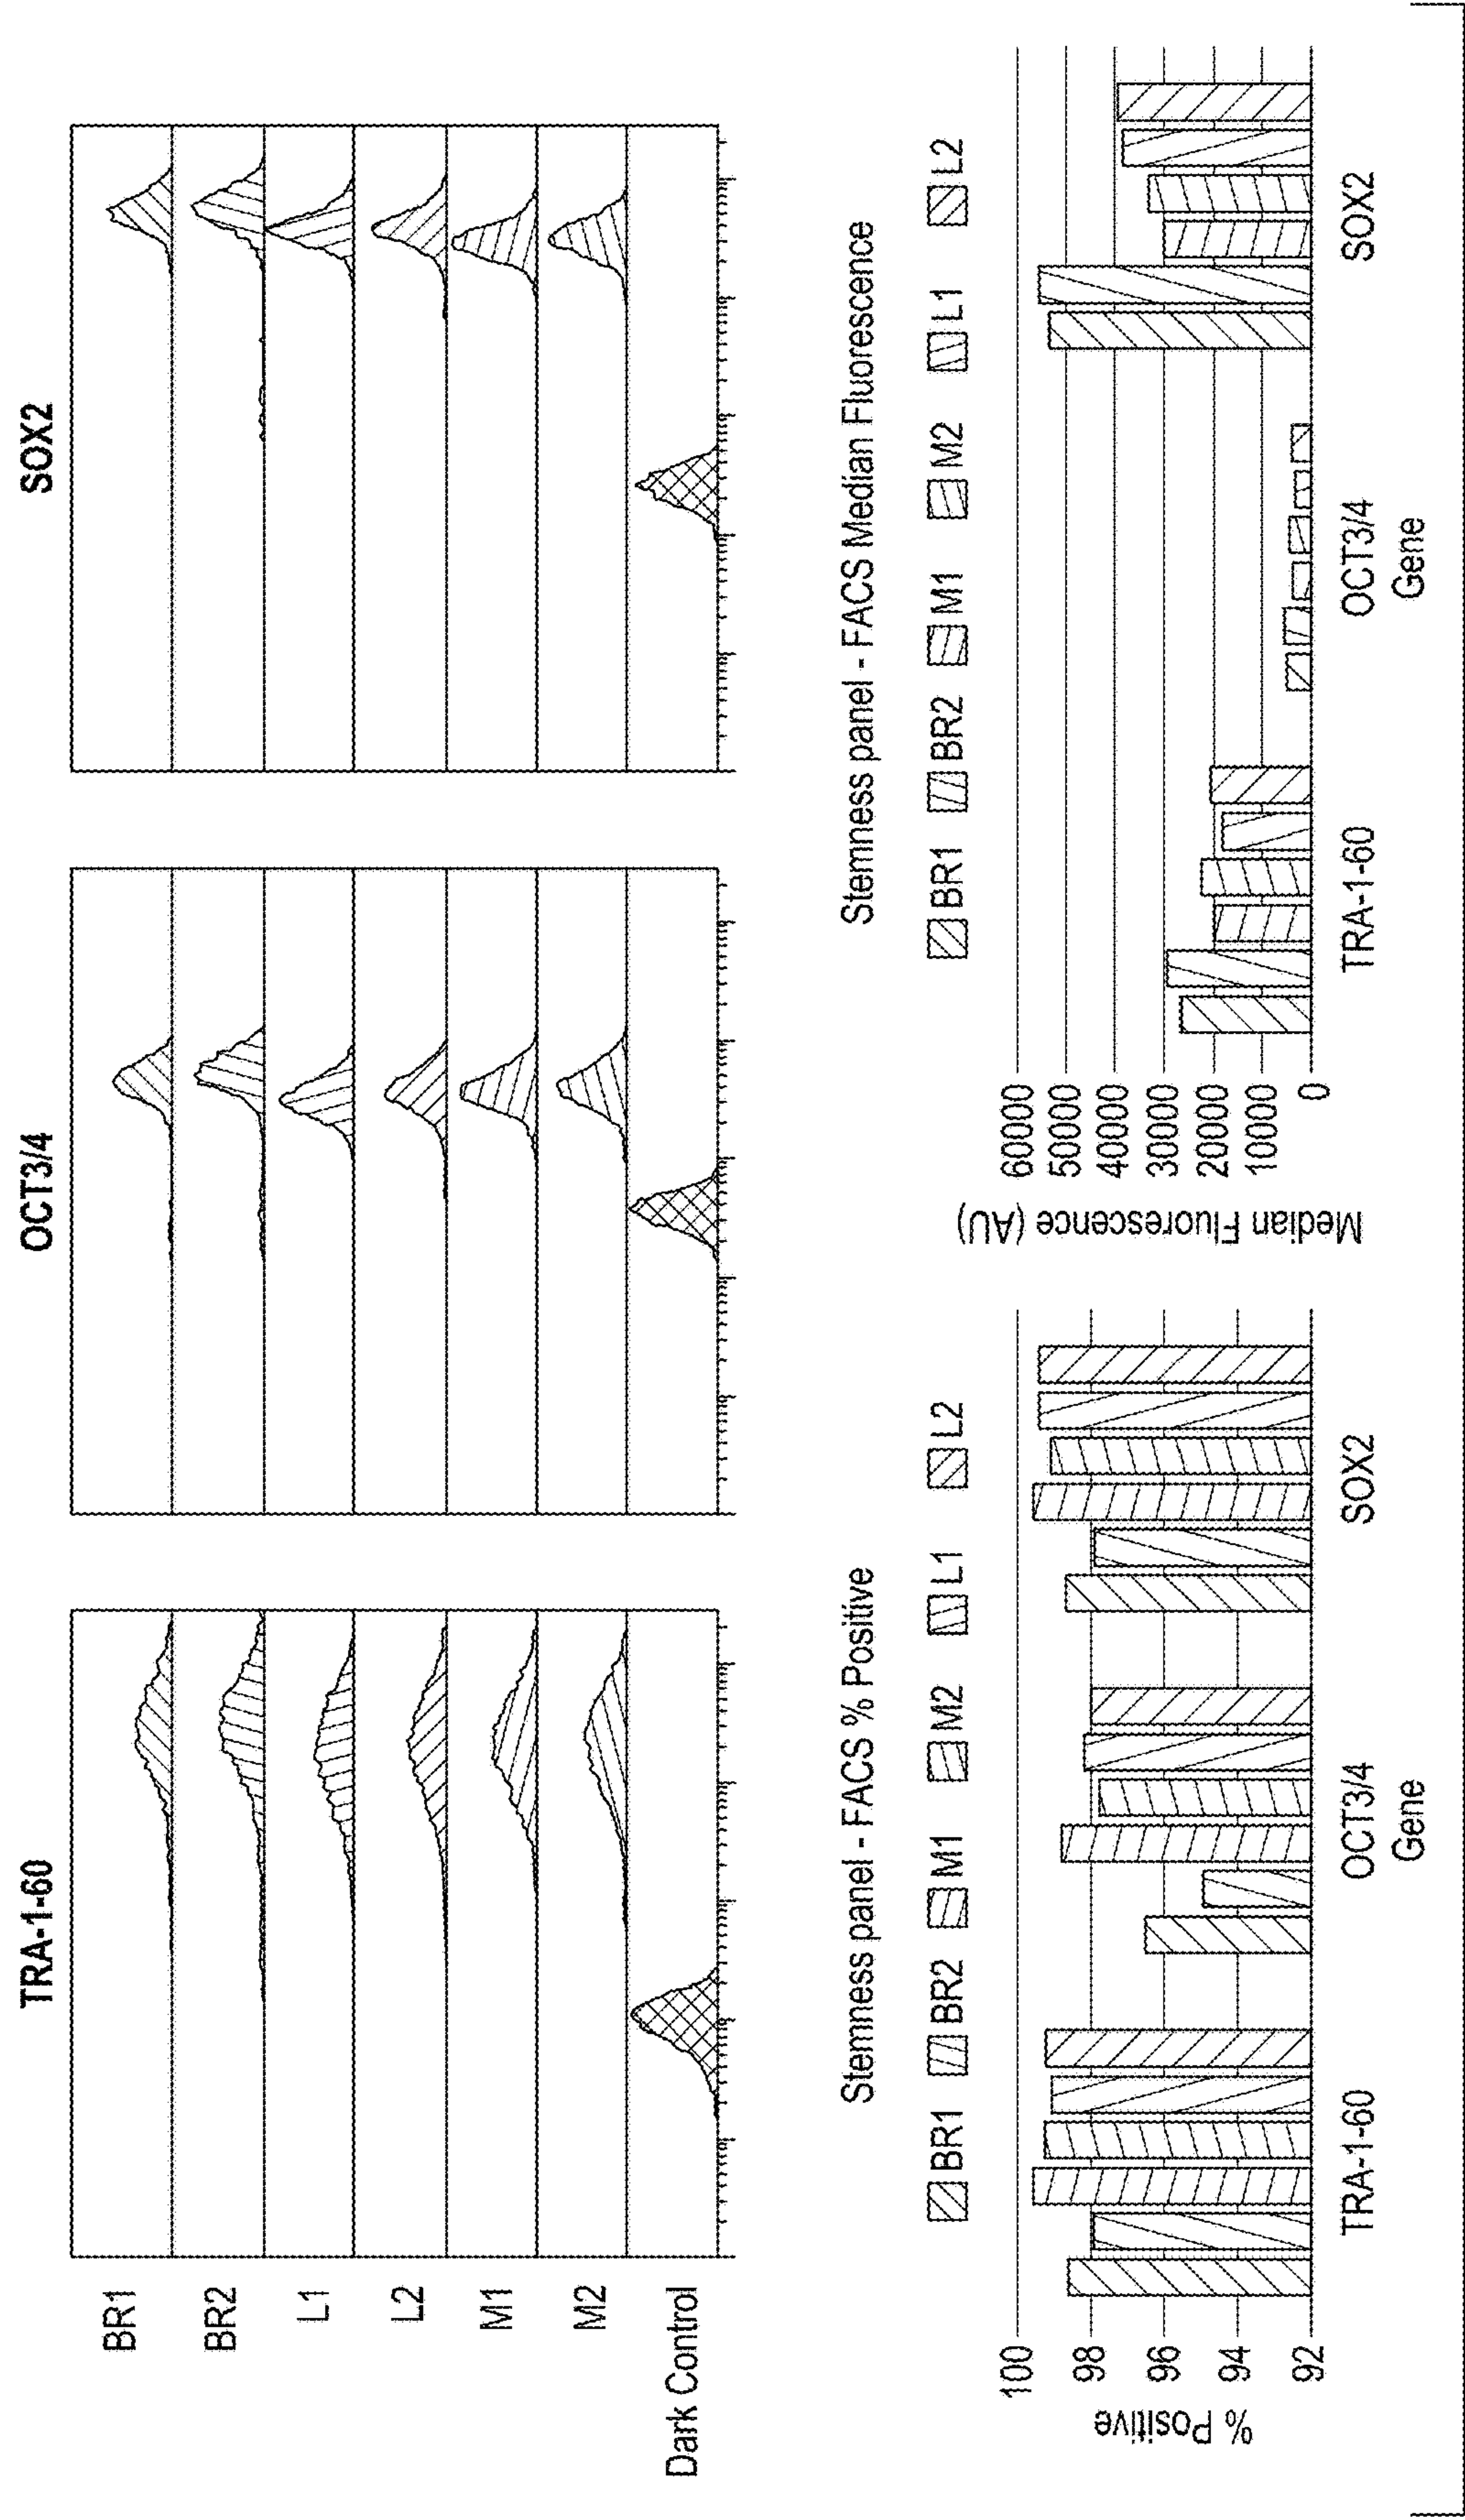 TRA-1-60 OCT3/4 SOX2
BR1
BR2
L1
L2
M1
M2
Dark Control
Stemness panel - FACS % Positive
BR1 BR2 M1 M2 L1 L2
% Positive
100
98
96
94
92
TRA-1-60 OCT3/4 SOX2
Gene
Stemness panel - FACS Median Fluorescence
BR1 BR2 M1 M2 L1 L2
Median Fluorescence (AU)
60000
50000
40000
30000
20000
10000
0
TRA-1-60 OCT3/4 SOX2
Gene